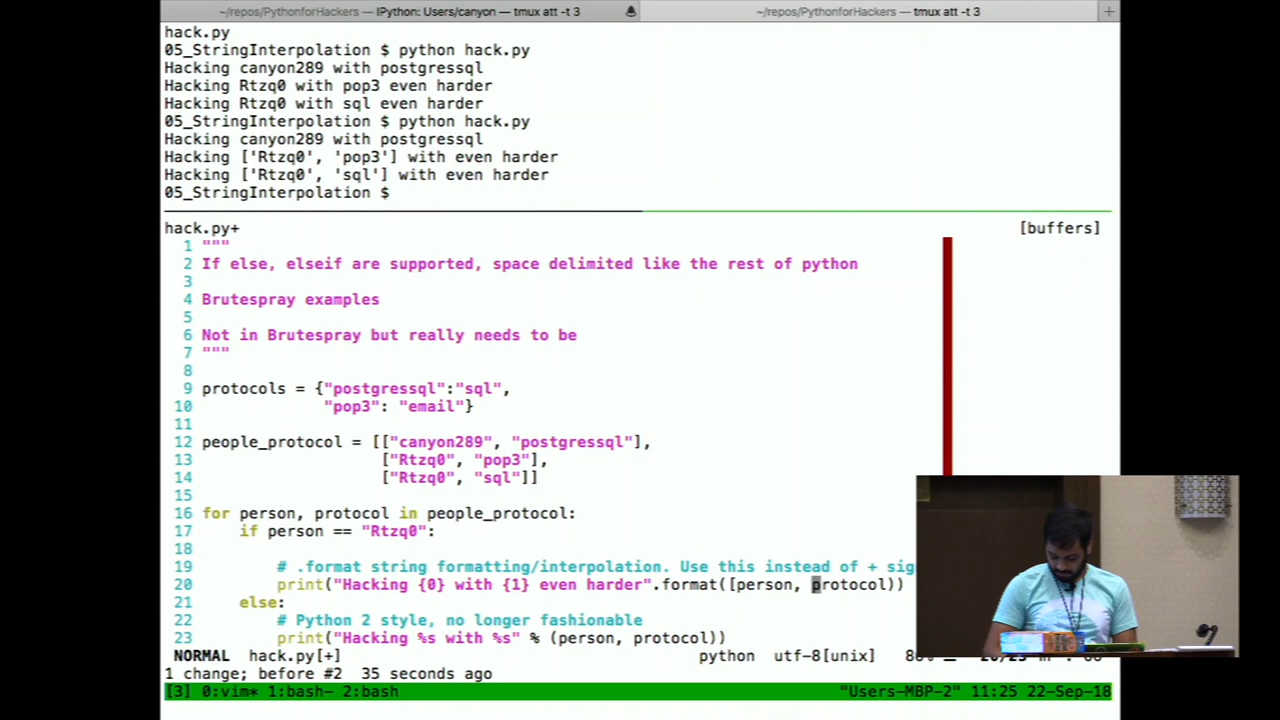 ~/repos/PythonforHackers — IPython: Users/canyon — tmux att -t 3
~/repos/PythonforHackers — tmux att -t 3
hack.py
05_StringInterpolation $ python hack.py
Hacking canyon289 with postgressql
Hacking Rtzq0 with pop3 even harder
Hacking Rtzq0 with sql even harder
05_StringInterpolation $ python hack.py
Hacking canyon289 with postgressql
Hacking ['Rtzq0', 'pop3'] with even harder
Hacking ['Rtzq0', 'sql'] with even harder
05_StringInterpolation $
hack.py+ [buffers]
1 """
2 If else, elseif are supported, space delimited like the rest of python
3
4 Brutespray examples
5
6 Not in Brutespray but really needs to be
7 """
8
9 protocols = {"postgressql":"sql",
10 "pop3": "email"}
11
12 people_protocol = [["canyon289", "postgressql"],
13 ["Rtzq0", "pop3"],
14 ["Rtzq0", "sql"]]
15
16 for person, protocol in people_protocol:
17 if person == "Rtzq0":
18
19 # .format string formatting/interpolation. Use this instead of + sig
20 print("Hacking {0} with {1} even harder".format([person, protocol))
21 else:
22 # Python 2 style, no longer fashionable
23 print("Hacking %s with %s" % (person, protocol))
NORMAL hack.py[+] python utf-8[unix]
1 change; before #2 35 seconds ago
[3] 0:vim* 1:bash- 2:bash "Users-MBP-2" 11:25 22-Sep-18